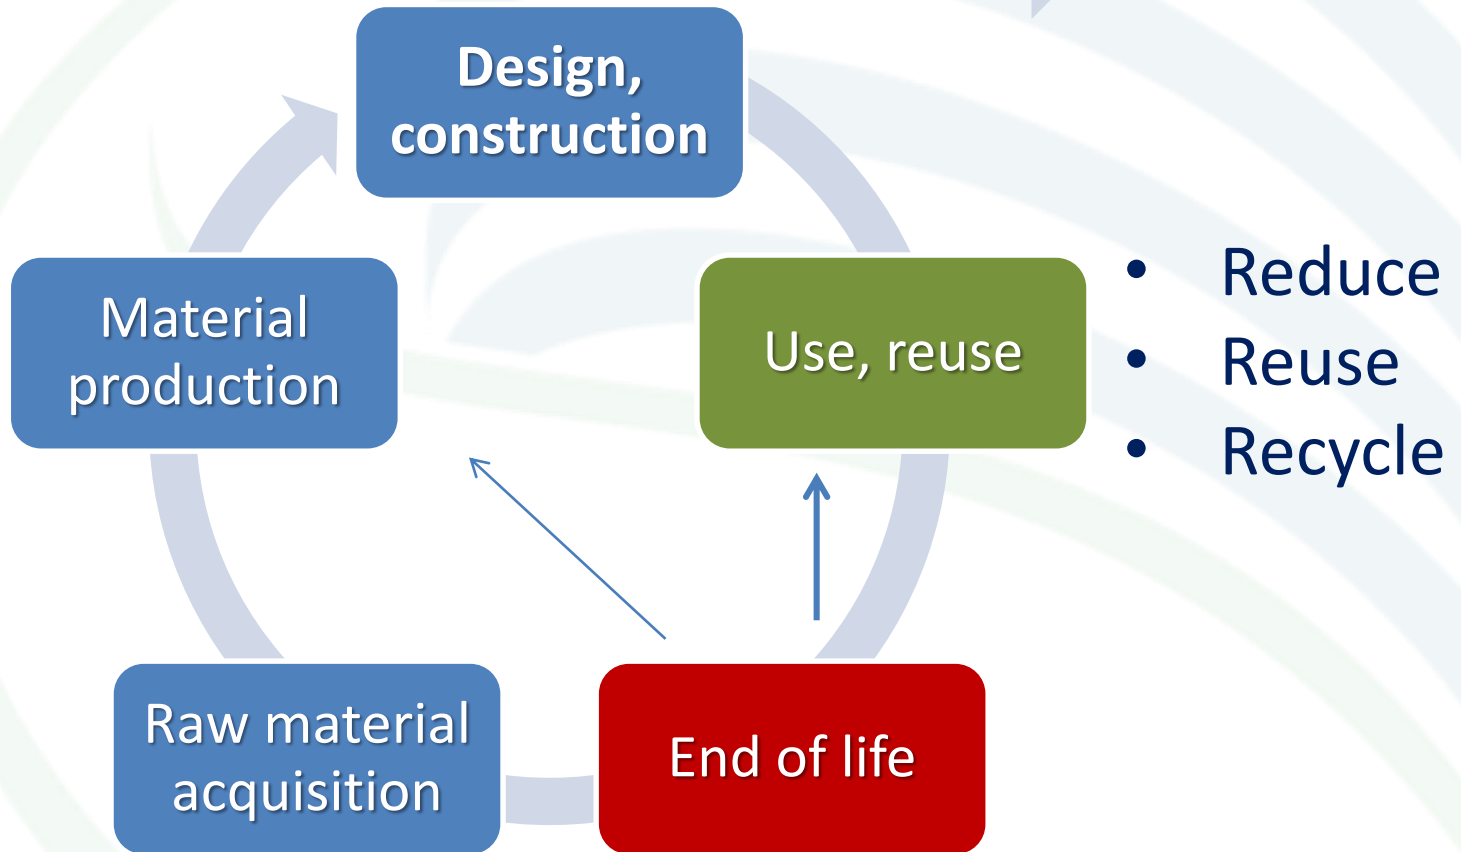 Design,
construction
Material
production
Use, reuse
• Reduce
• Reuse
• Recycle
Raw material
acquisition
End of life